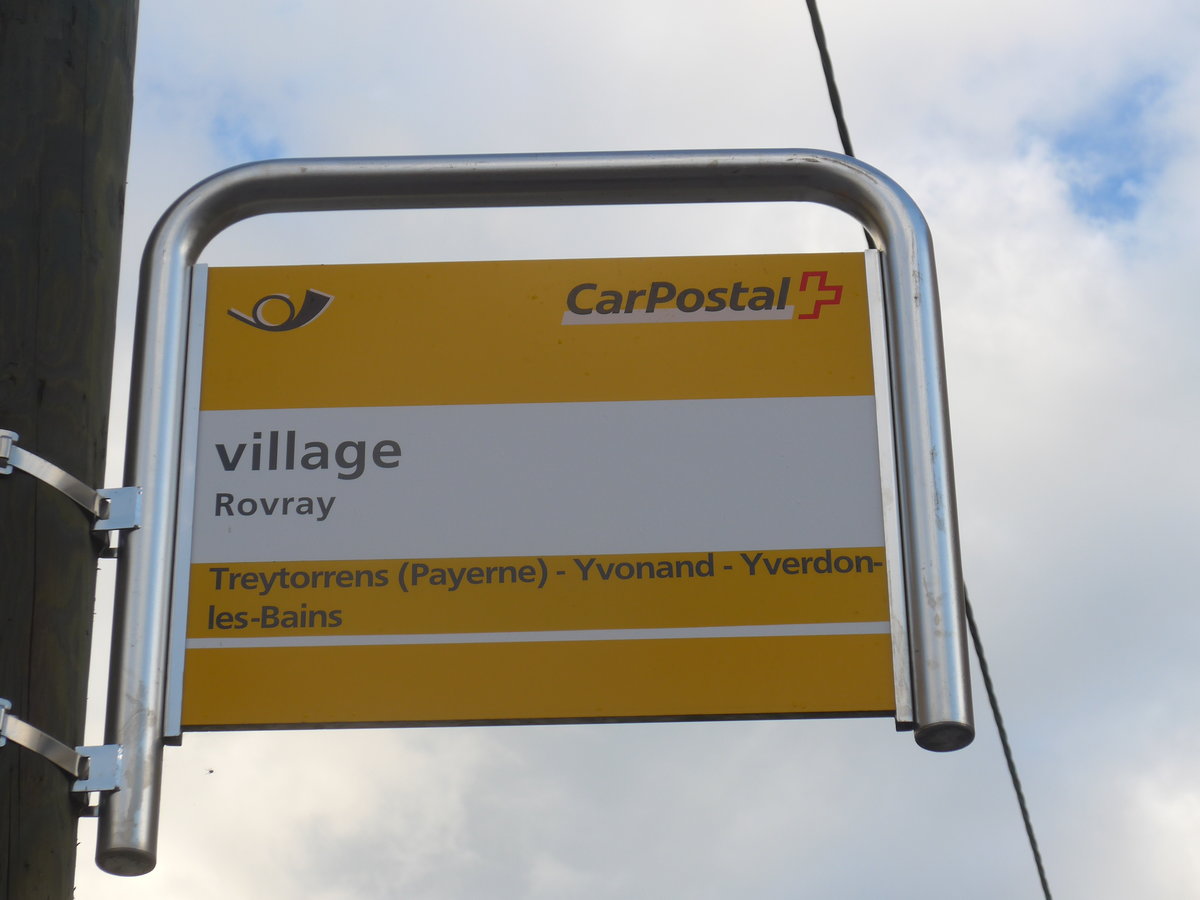 CarPostal
village
Rovray
Treytorrens (Payerne) - Yvonand - Yverdon-
les-Bains